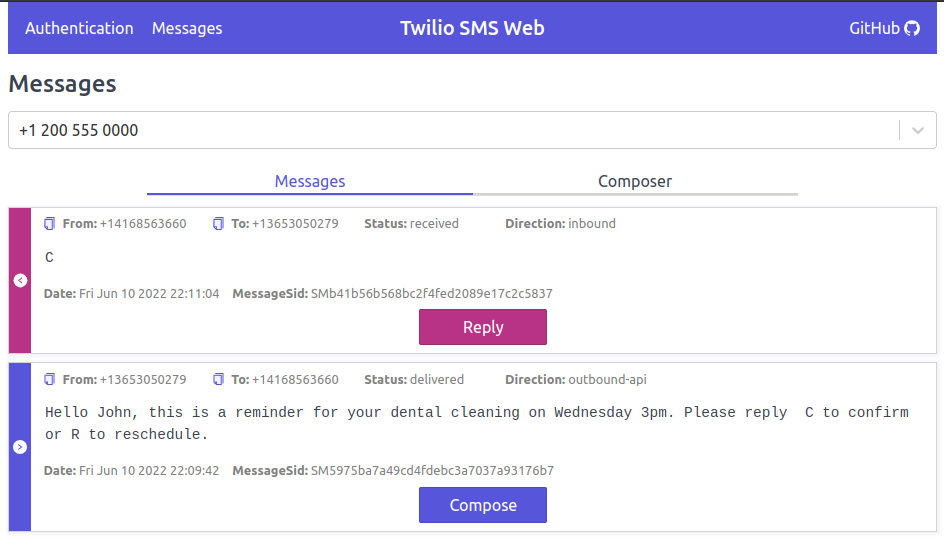 Authentication Messages Twilio SMS Web GitHub
Messages
+1 200 555 0000
Messages Composer
From: +14168563660 To: +13653050279 Status: received Direction: inbound
C
Date: Fri Jun 10 2022 22:11:04 MessageSid: SMb41b56b568bc2f4fed2089e17c2c5837
Reply
From: +13653050279 To: +14168563660 Status: delivered Direction: outbound-api
Hello John, this is a reminder for your dental cleaning on Wednesday 3pm. Please reply  C to confirm
or R to reschedule.
Date: Fri Jun 10 2022 22:09:42 MessageSid: SM5975ba7a49cd4fdebc3a7037a93176b7
Compose